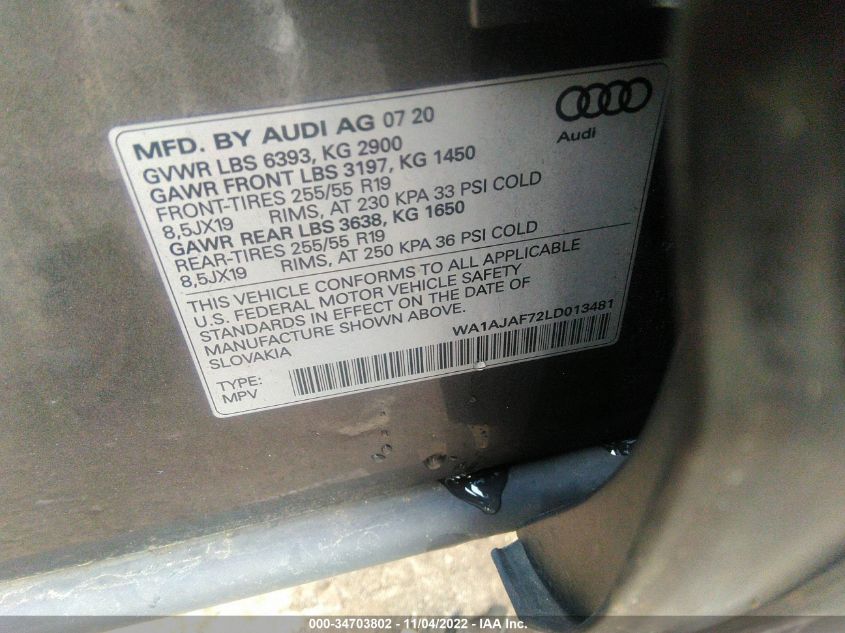 MFD. BY AUDI AG 07 20
GVWR LBS 6393, KG 2900
GAWR FRONT LBS 3197, KG 1450
FRONT-TIRES 255/55 R19
8,5JX19 RIMS, AT 230 KPA 33 PSI COLD
GAWR REAR LBS 3638, KG 1650
REAR-TIRES 255/55 R19
8,5JX19 RIMS, AT 250 KPA 36 PSI COLD
THIS VEHICLE CONFORMS TO ALL APPLICABLE
U.S. FEDERAL MOTOR VEHICLE SAFETY
STANDARDS IN EFFECT ON THE DATE OF
MANUFACTURE SHOWN ABOVE.
SLOVAKIA
WA1AJAF72LD013481
TYPE:
MPV
Audi
000-34703802 - 11/04/2022 - IAA Inc.